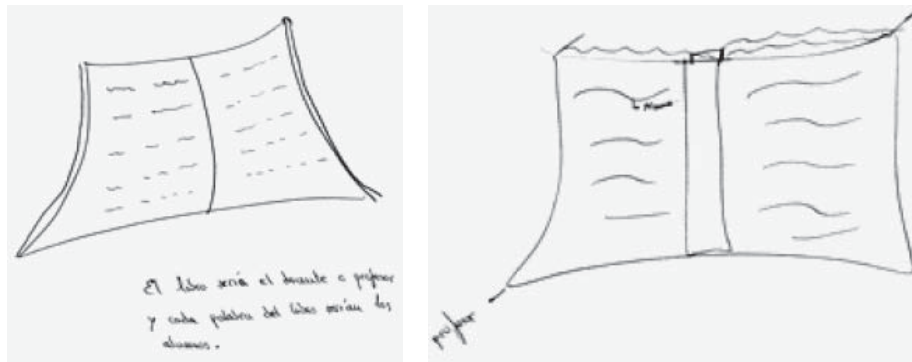 El libro sería el docente o profesor
y cada palabra del libro serían los
alumnos.
profesor